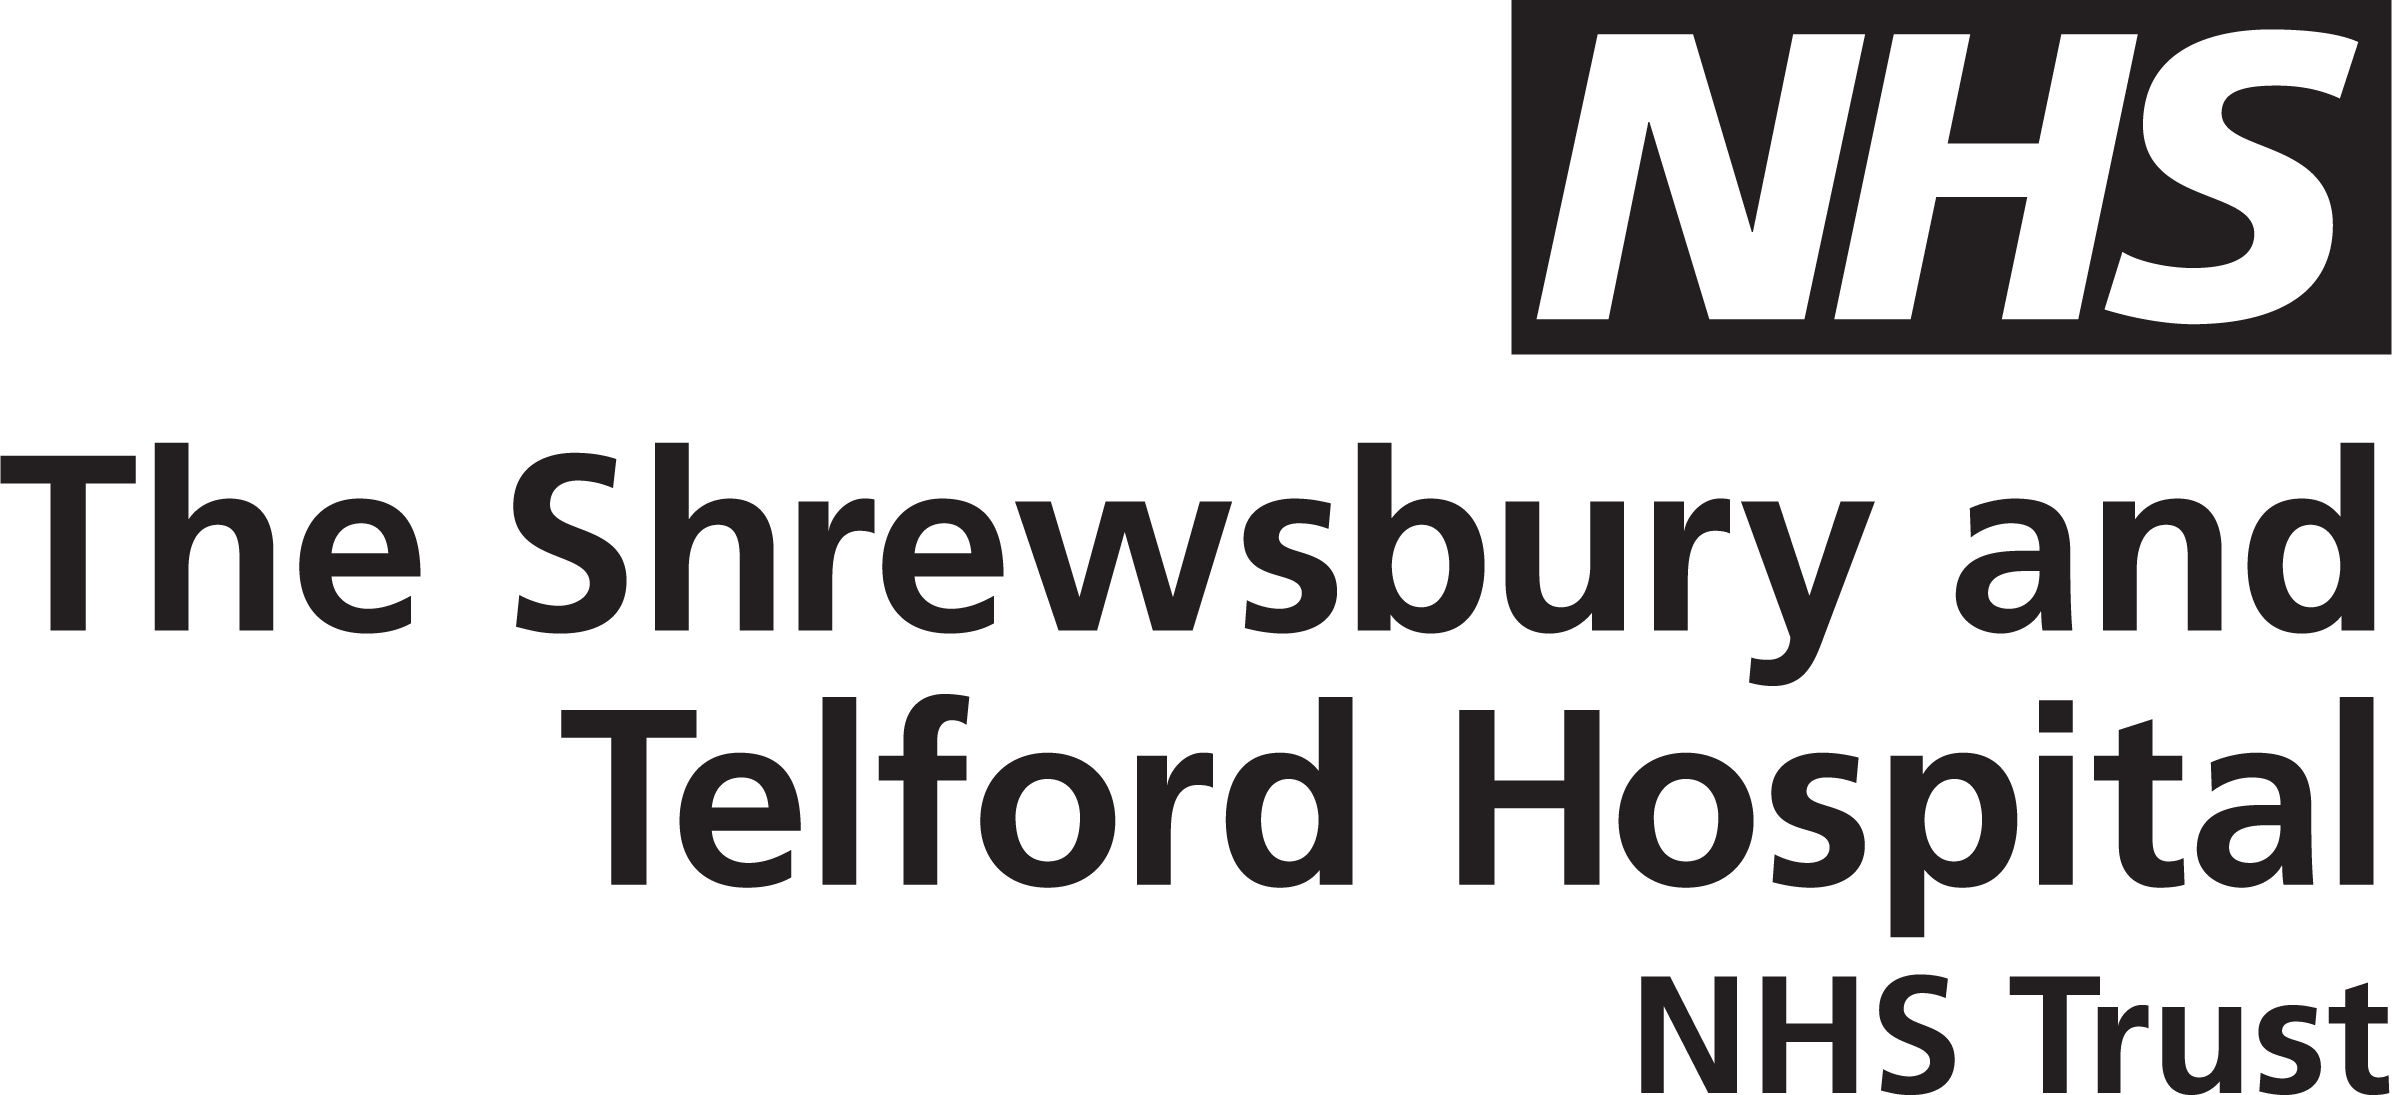 NHS
The Shrewsbury and
Telford Hospital
NHS Trust